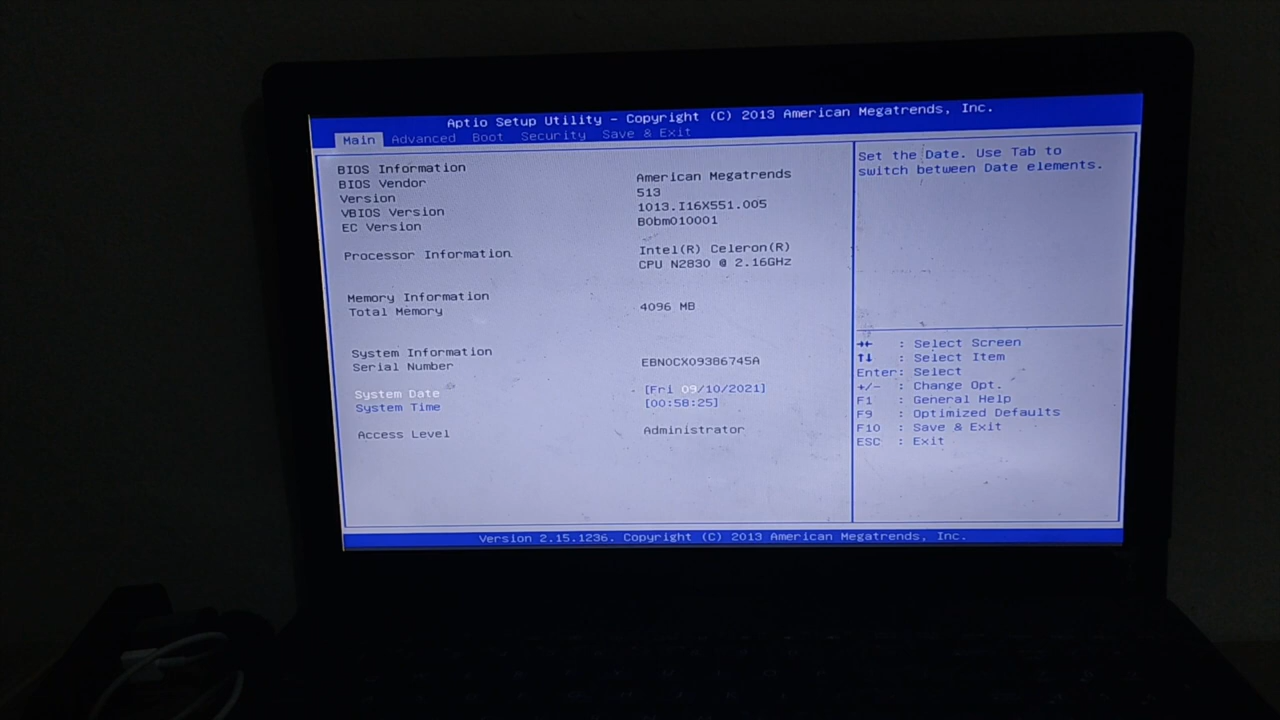 Aptio Setup Utility - Copyright (C) 2013 American Megatrends, Inc.
Main Advanced Boot Security Save & Exit
BIOS Information
BIOS Vendor American Megatrends
Version 513
VBIOS Version 1013.I16X551.005
EC Version B0bm010001
Processor Information Intel(R) Celeron(R)
CPU N2830 @ 2.16GHz
Memory Information
Total Memory 4096 MB
System Information
Serial Number EBN0CX09386745A
System Date [Fri 09/10/2021]
System Time [00:58:25]
Access Level Administrator
Set the Date. Use Tab to
switch between Date elements.
→← : Select Screen
↑↓ : Select Item
Enter: Select
+/- : Change Opt.
F1 : General Help
F9 : Optimized Defaults
F10 : Save & Exit
ESC : Exit
Version 2.15.1236. Copyright (C) 2013 American Megatrends, Inc.